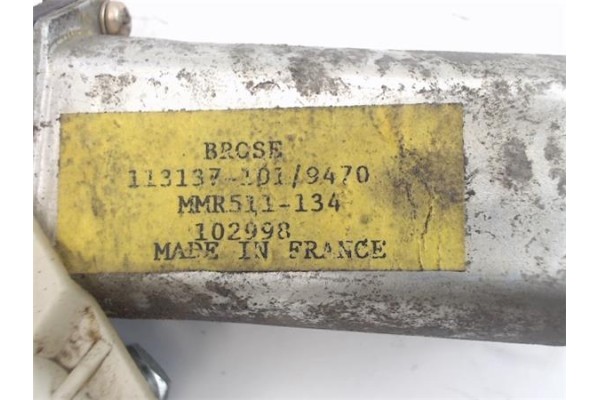 BROSE
113137-101/9470
MMR511-134
102998
MADE IN FRANCE